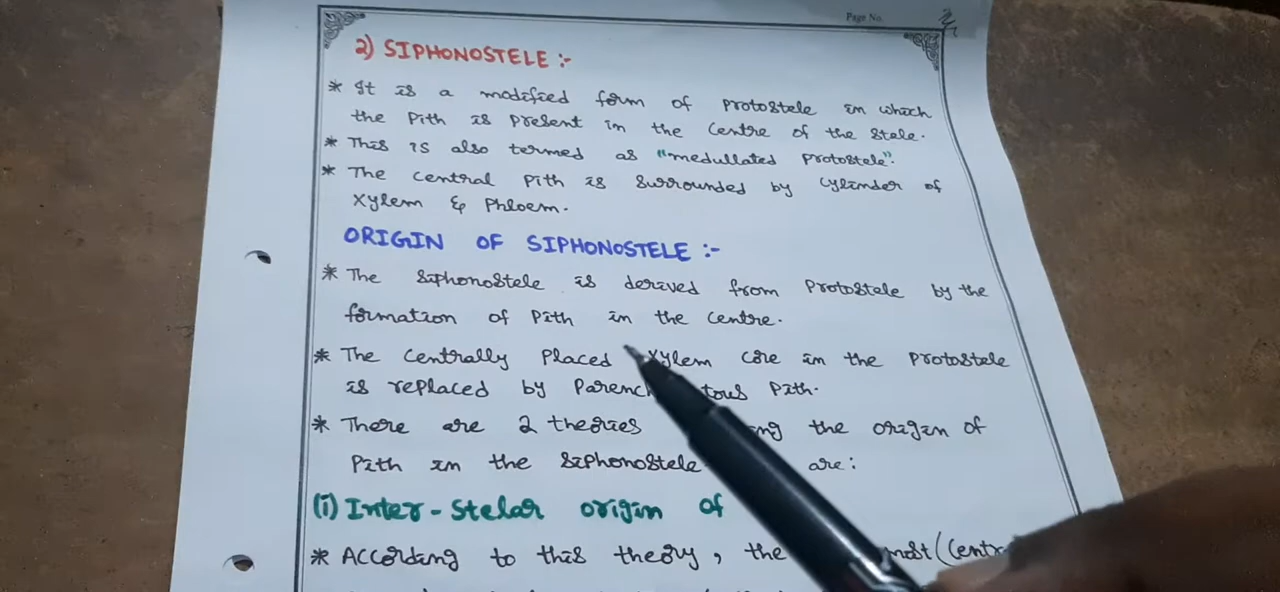 Page No.
2) SIPHONOSTELE :-
* It is a modified form of protostele in which
the Pith is present in the centre of the stele.
* This is also termed as "medullated protostele".
* The central Pith is surrounded by cylinder of
Xylem & Phloem.
ORIGIN OF SIPHONOSTELE :-
* The Siphonostele is derived from Protostele by the
formation of Pith in the centre.
* The centrally Placed Xylem core in the protostele
is replaced by Pith.
* There are 2 theories the origin of
Pith in the Siphonostele are:
(i) Inter-Stelar origin of
* According to this theory, the